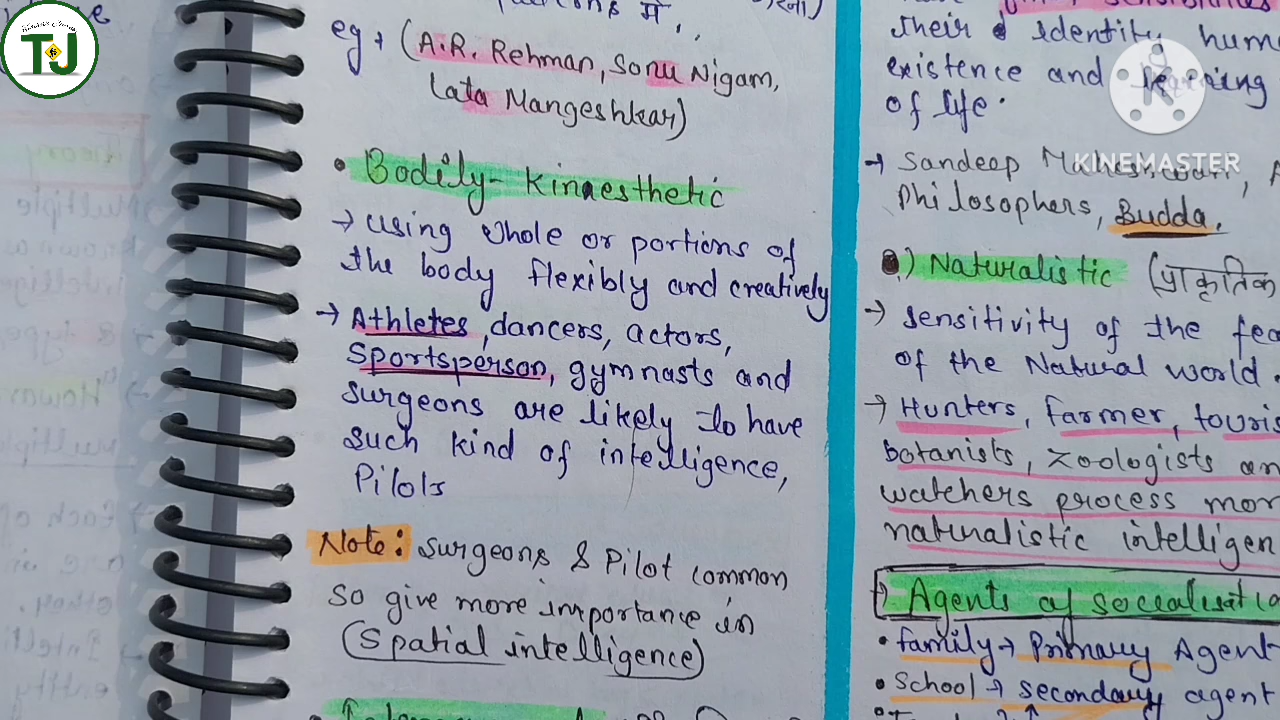 TJ
eg → (A.R. Rehman, Sonu Nigam,
Lata Mangeshkar)
• Bodily- Kinaesthetic
→ using whole or portions of
the body flexibly and creatively
→ Athletes, dancers, actors,
Sportsperson, gymnasts and
surgeons are likely to have
such kind of intelligence,
Pilots
Note: Surgeons & Pilot common
so give more importance in
(Spatial intelligence)
their identity hum
existence and
of life.
→ Sandeep
Philosophers, Budda.
KINEMASTER
) Naturalistic (प्राकृतिक
→ sensitivity of the fea
of the Natural world.
→ Hunters, farmer, touris
botanists, zoologists an
watchers process mor
naturalistic intelligen
→) Agents of socialisatio
• family → Primary Agent
• School → secondary agent